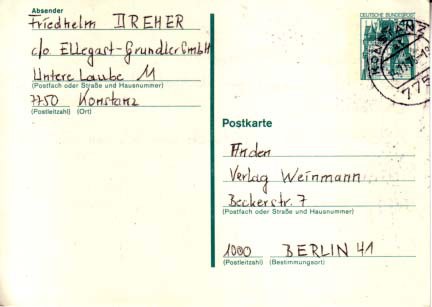 Absender
Friedhelm DREHER
c/o Ellegast-Grundler GmbH
Untere Laube 11
(Postfach oder Straße und Hausnummer)
7750 Konstanz
(Postleitzahl) (Ort)
DEUTSCHE BUNDESPOST
775
Postkarte
An den
Verlag Weinmann
Beckerstr. 7
(Postfach oder Straße und Hausnummer)
1000 BERLIN 41
(Postleitzahl) (Bestimmungsort)